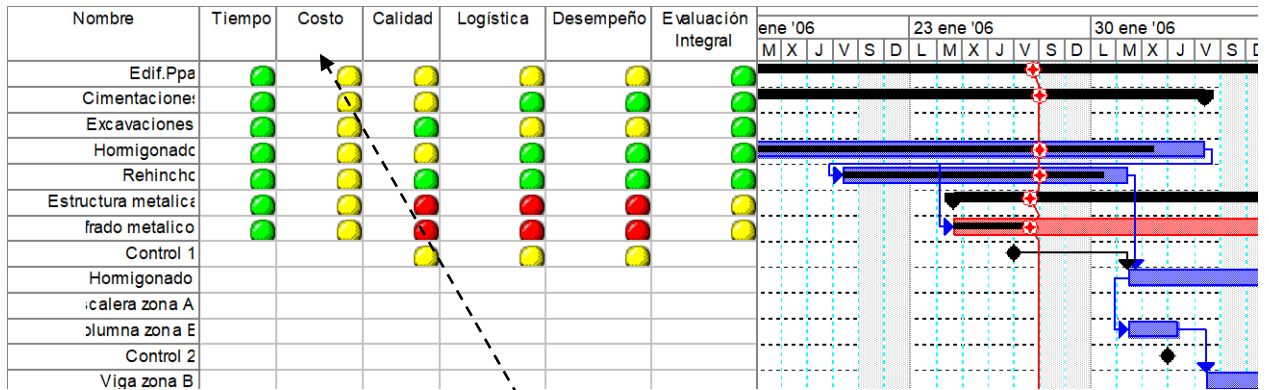 Nombre Tiempo Costo Calidad Logística Desempeño Evaluación Integral
ene '06 23 ene '06 30 ene '06
M X J V S D L M X J V S D L M X J V S D
Edif.Ppa
Cimentaciones
Excavaciones
Hormigonado
Rehincho
Estructura metalica
frado metalico
Control 1
Hormigonado
scalera zona A
olumna zona B
Control 2
Viga zona B